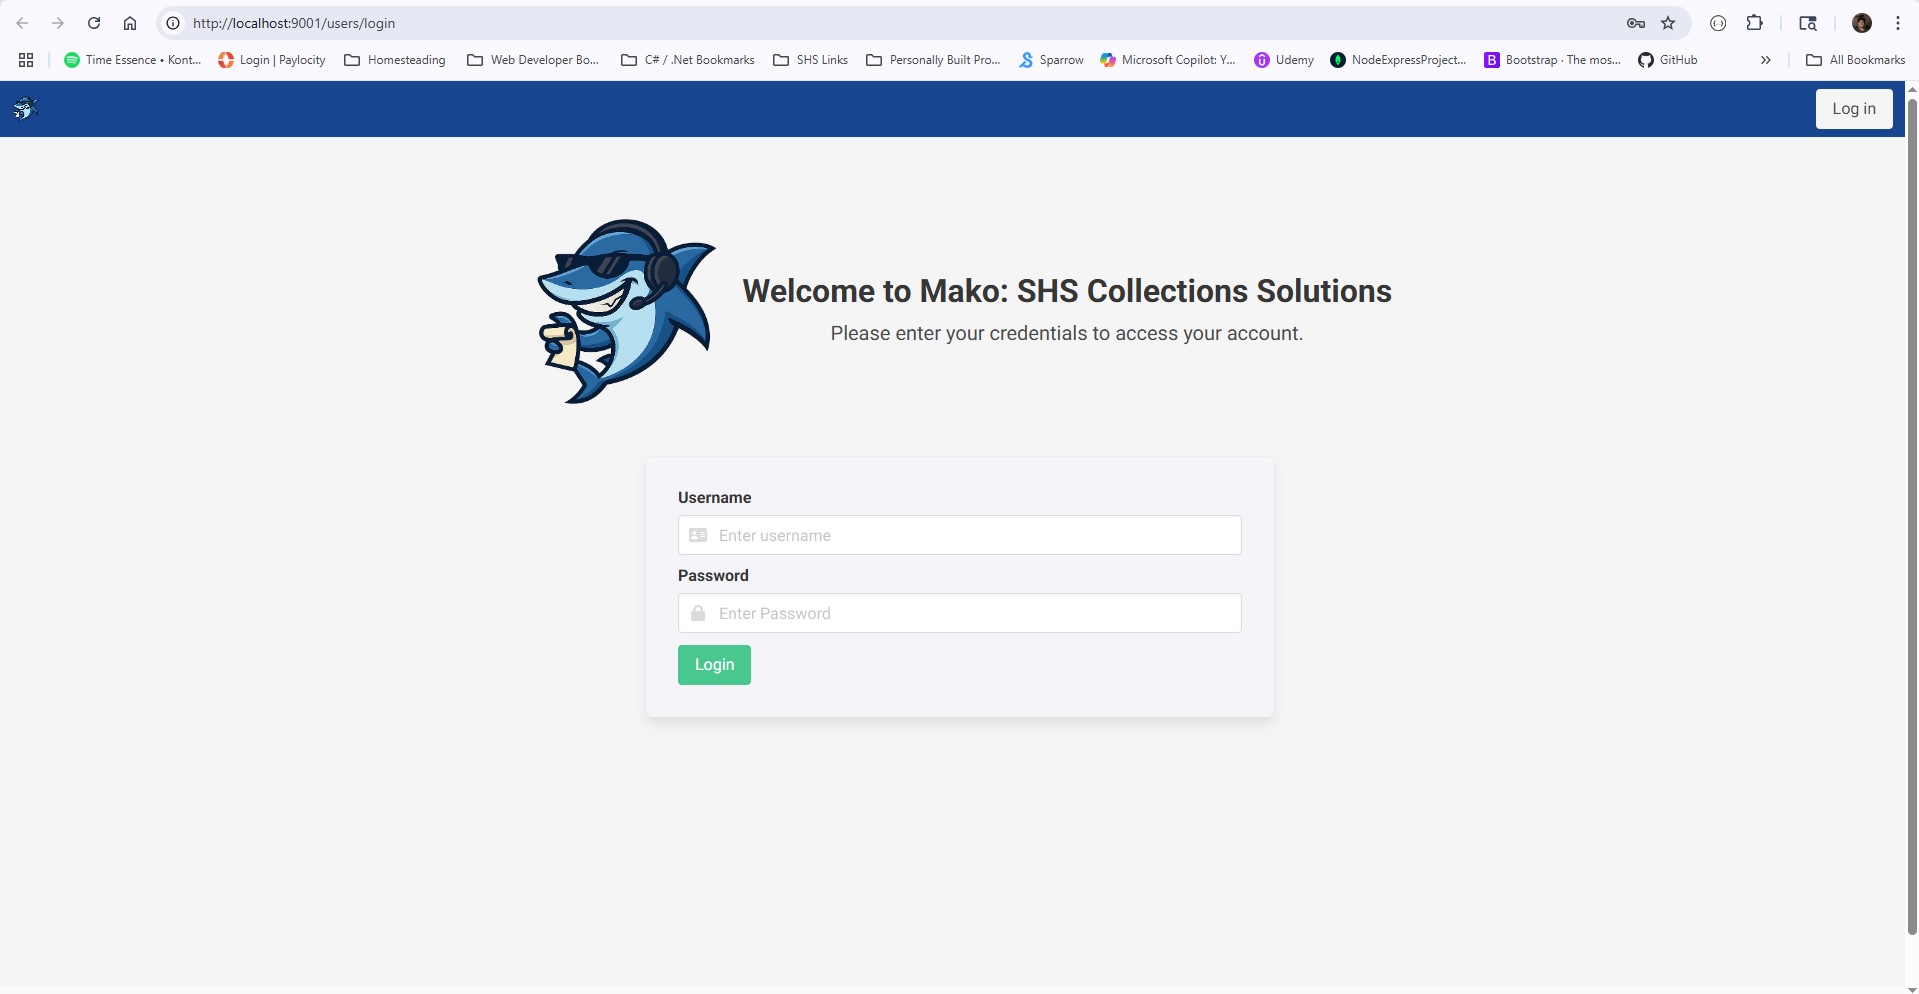 http://localhost:9001/users/login
Time Essence • Kont...
Login | Paylocity
Homesteading
Web Developer Bo...
C# / .Net Bookmarks
SHS Links
Personally Built Pro...
Sparrow
Microsoft Copilot: Y...
Udemy
NodeExpressProject...
Bootstrap · The mos...
GitHub
All Bookmarks
Log in
Welcome to Mako: SHS Collections Solutions
Please enter your credentials to access your account.
Username
Enter username
Password
Enter Password
Login